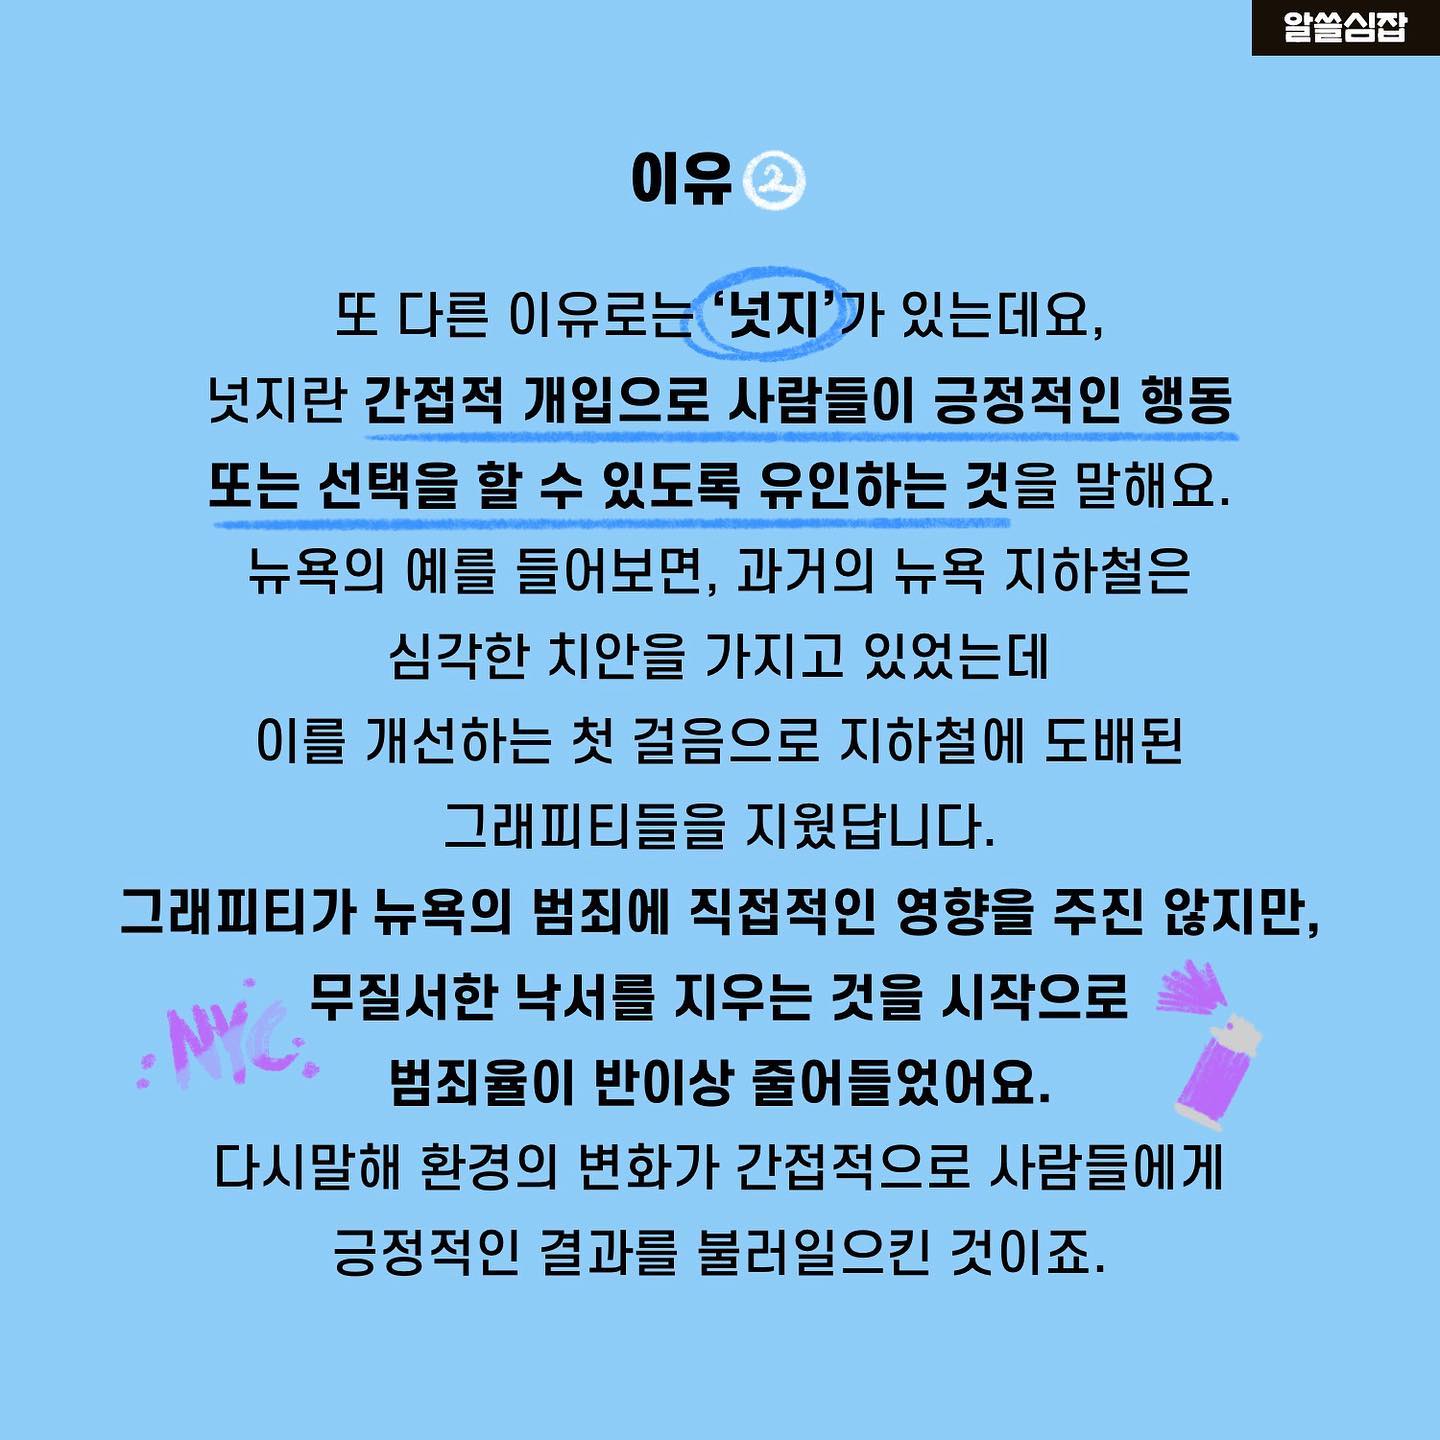 알쓸심잡
이유 ②
또 다른 이유로는 ‘넛지’가 있는데요,
넛지란 간접적 개입으로 사람들이 긍정적인 행동
또는 선택을 할 수 있도록 유인하는 것을 말해요.
뉴욕의 예를 들어보면, 과거의 뉴욕 지하철은
심각한 치안을 가지고 있었는데
이를 개선하는 첫 걸음으로 지하철에 도배된
그래피티들을 지웠답니다.
그래피티가 뉴욕의 범죄에 직접적인 영향을 주진 않지만,
무질서한 낙서를 지우는 것을 시작으로
NYC
범죄율이 반이상 줄어들었어요.
다시말해 환경의 변화가 간접적으로 사람들에게
긍정적인 결과를 불러일으킨 것이죠.